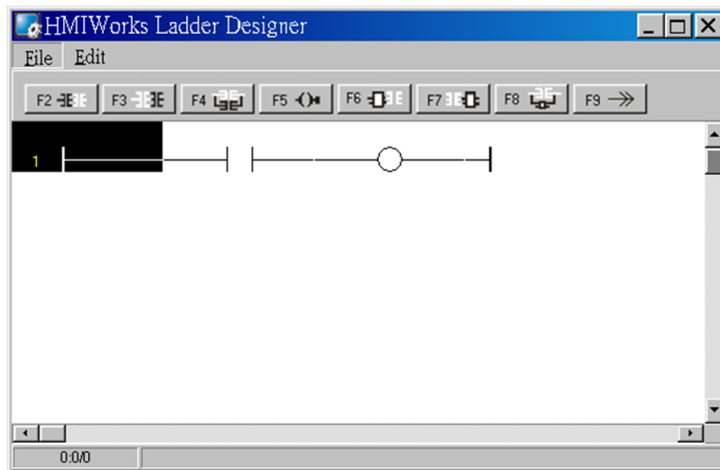 HMIWorks Ladder Designer
File Edit
F2 F3 F4 F5 F6 F7 F8 F9
1
0:0/0